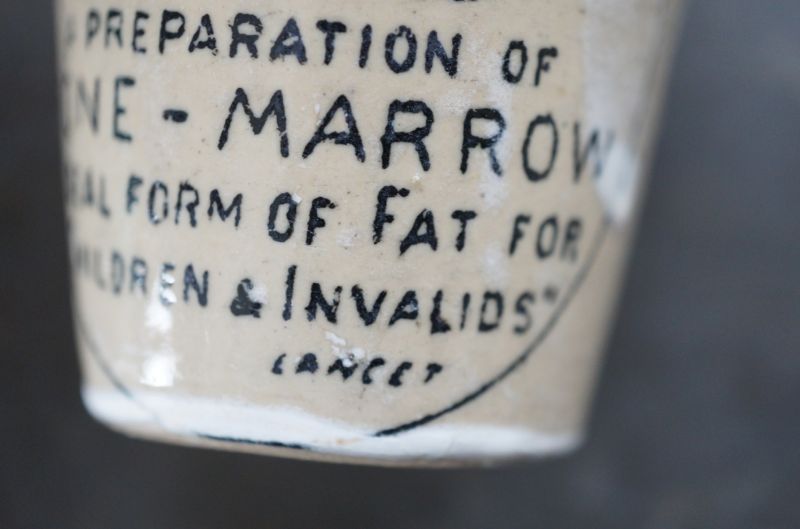 A PREPARATION OF
- MARROW
FORM OF FAT FOR
& INVALIDS"
LANCET